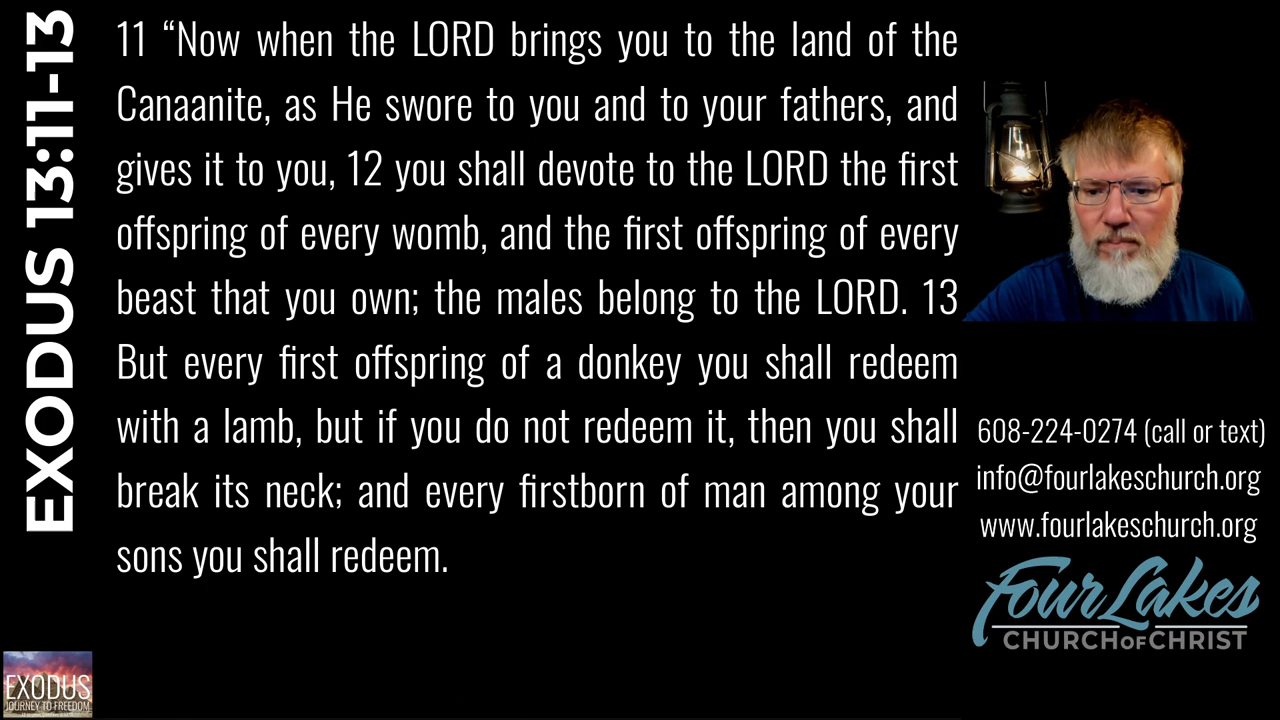 EXODUS 13:11-13
11 “Now when the LORD brings you to the land of the
Canaanite, as He swore to you and to your fathers, and
gives it to you, 12 you shall devote to the LORD the first
offspring of every womb, and the first offspring of every
beast that you own; the males belong to the LORD. 13
But every first offspring of a donkey you shall redeem
with a lamb, but if you do not redeem it, then you shall
break its neck; and every firstborn of man among your
sons you shall redeem.
608-224-0274 (call or text)
info@fourlakeschurch.org
www.fourlakeschurch.org
Four Lakes
CHURCH OF CHRIST
EXODUS
JOURNEY TO FREEDOM